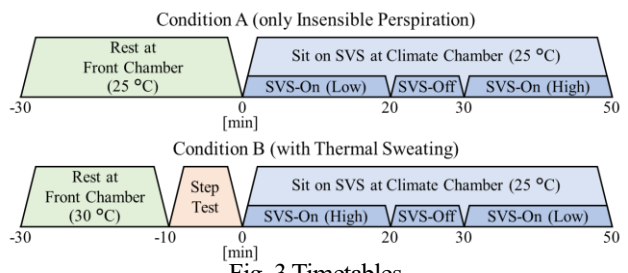 Condition A (only Insensible Perspiration)
Rest at
Front Chamber
(25 °C)
Sit on SVS at Climate Chamber (25 °C)
SVS-On (Low) SVS-Off SVS-On (High)
-30 0 20 30 50
[min]
Condition B (with Thermal Sweating)
Rest at
Front Chamber
(30 °C)
Step
Test
Sit on SVS at Climate Chamber (25 °C)
SVS-On (High) SVS-Off SVS-On (Low)
-30 -10 0 20 30 50
[min]
Fig. 3 Timetables